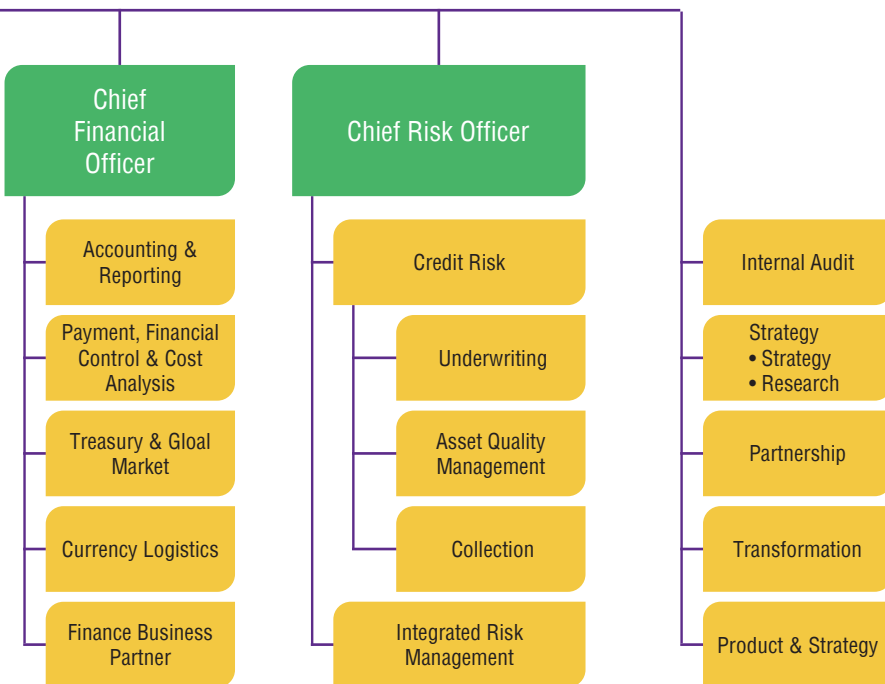 Chief
Financial
Officer
Accounting &
Reporting
Payment, Financial
Control & Cost
Analysis
Treasury & Gloal
Market
Currency Logistics
Finance Business
Partner
Chief Risk Officer
Credit Risk
Underwriting
Asset Quality
Management
Collection
Integrated Risk
Management
Internal Audit
Strategy
• Strategy
• Research
Partnership
Transformation
Product & Strategy